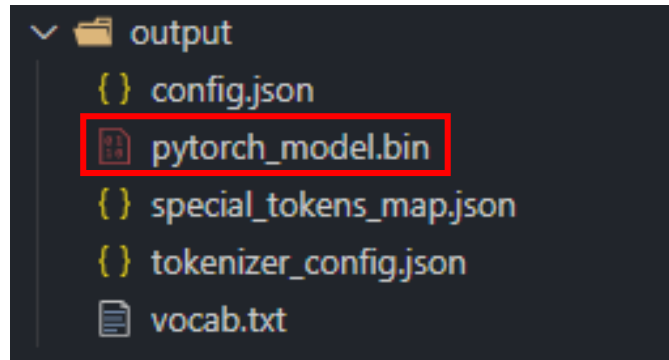 output
config.json
pytorch_model.bin
special_tokens_map.json
tokenizer_config.json
vocab.txt